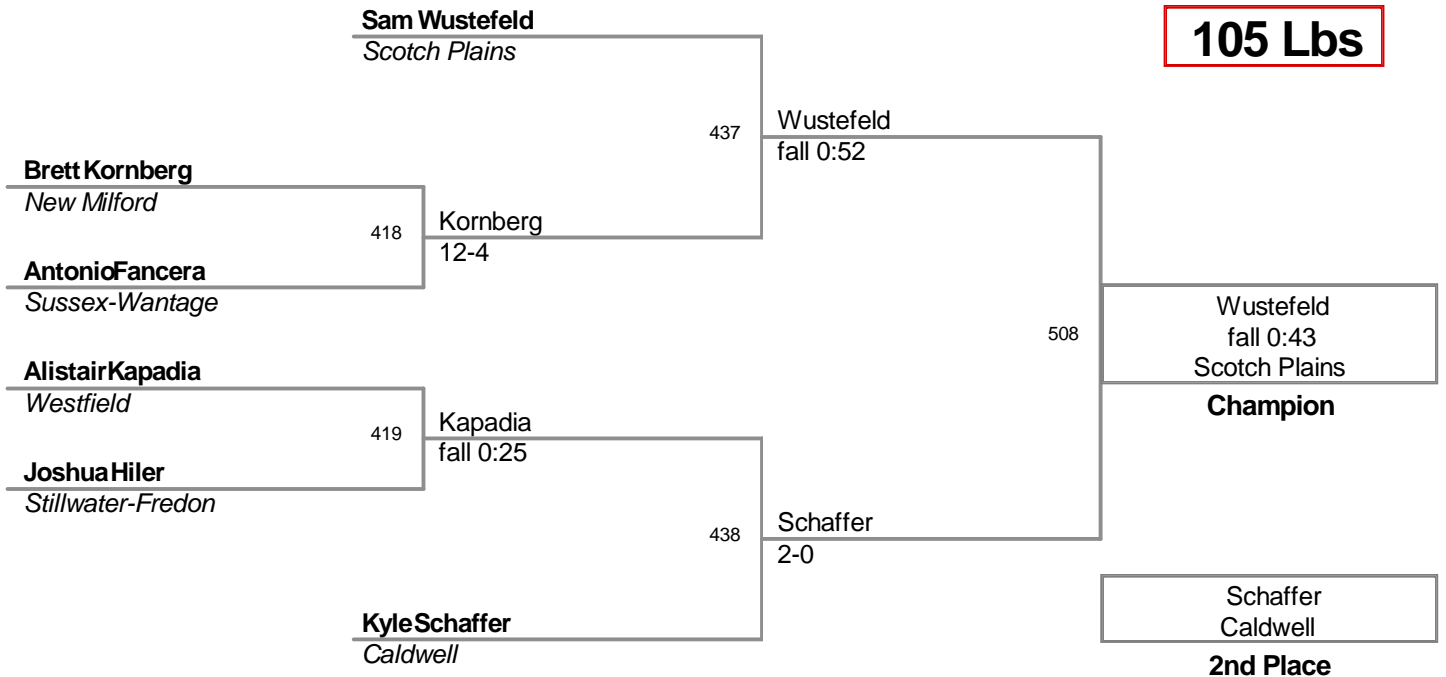 Sam Wustefeld
Scotch Plains
105 Lbs
437
Wustefeld
fall 0:52
Brett Kornberg
New Milford
418
Kornberg
12-4
Antonio Fancera
Sussex-Wantage
508
Wustefeld
fall 0:43
Scotch Plains
Champion
Alistair Kapadia
Westfield
419
Kapadia
fall 0:25
Joshua Hiler
Stillwater-Fredon
438
Schaffer
2-0
Kyle Schaffer
Caldwell
Schaffer
Caldwell
2nd Place